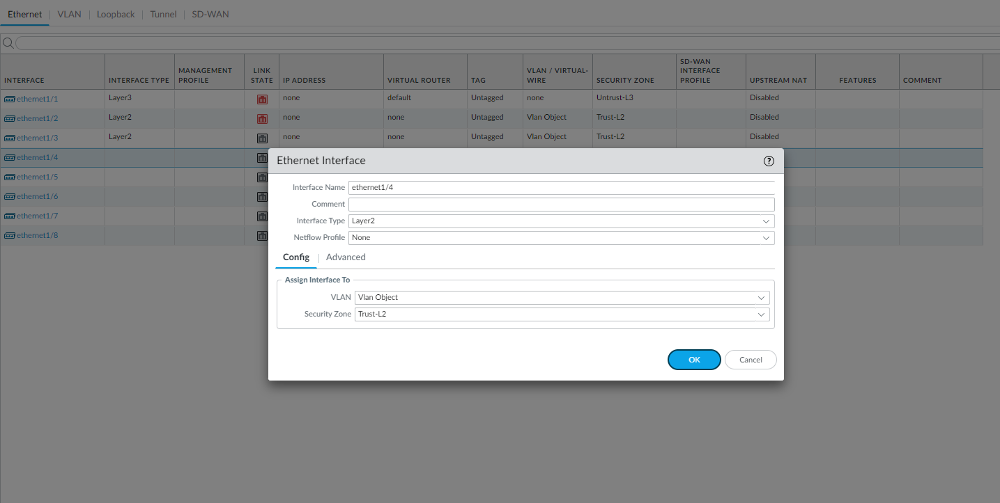 Ethernet | VLAN | Loopback | Tunnel | SD-WAN
INTERFACE INTERFACE TYPE MANAGEMENT PROFILE LINK STATE IP ADDRESS VIRTUAL ROUTER TAG VLAN / VIRTUAL-WIRE SECURITY ZONE SD-WAN INTERFACE PROFILE UPSTREAM NAT FEATURES COMMENT
ethernet1/1 Layer3 none default Untagged none Untrust-L3 Disabled
ethernet1/2 Layer2 none none Untagged Vlan Object Trust-L2 Disabled
ethernet1/3 Layer2 none none Untagged Vlan Object Trust-L2 Disabled
ethernet1/4
ethernet1/5
ethernet1/6
ethernet1/7
ethernet1/8
Ethernet Interface ?
Interface Name ethernet1/4
Comment
Interface Type Layer2
Netflow Profile None
Config | Advanced
Assign Interface To
VLAN Vlan Object
Security Zone Trust-L2
OK Cancel